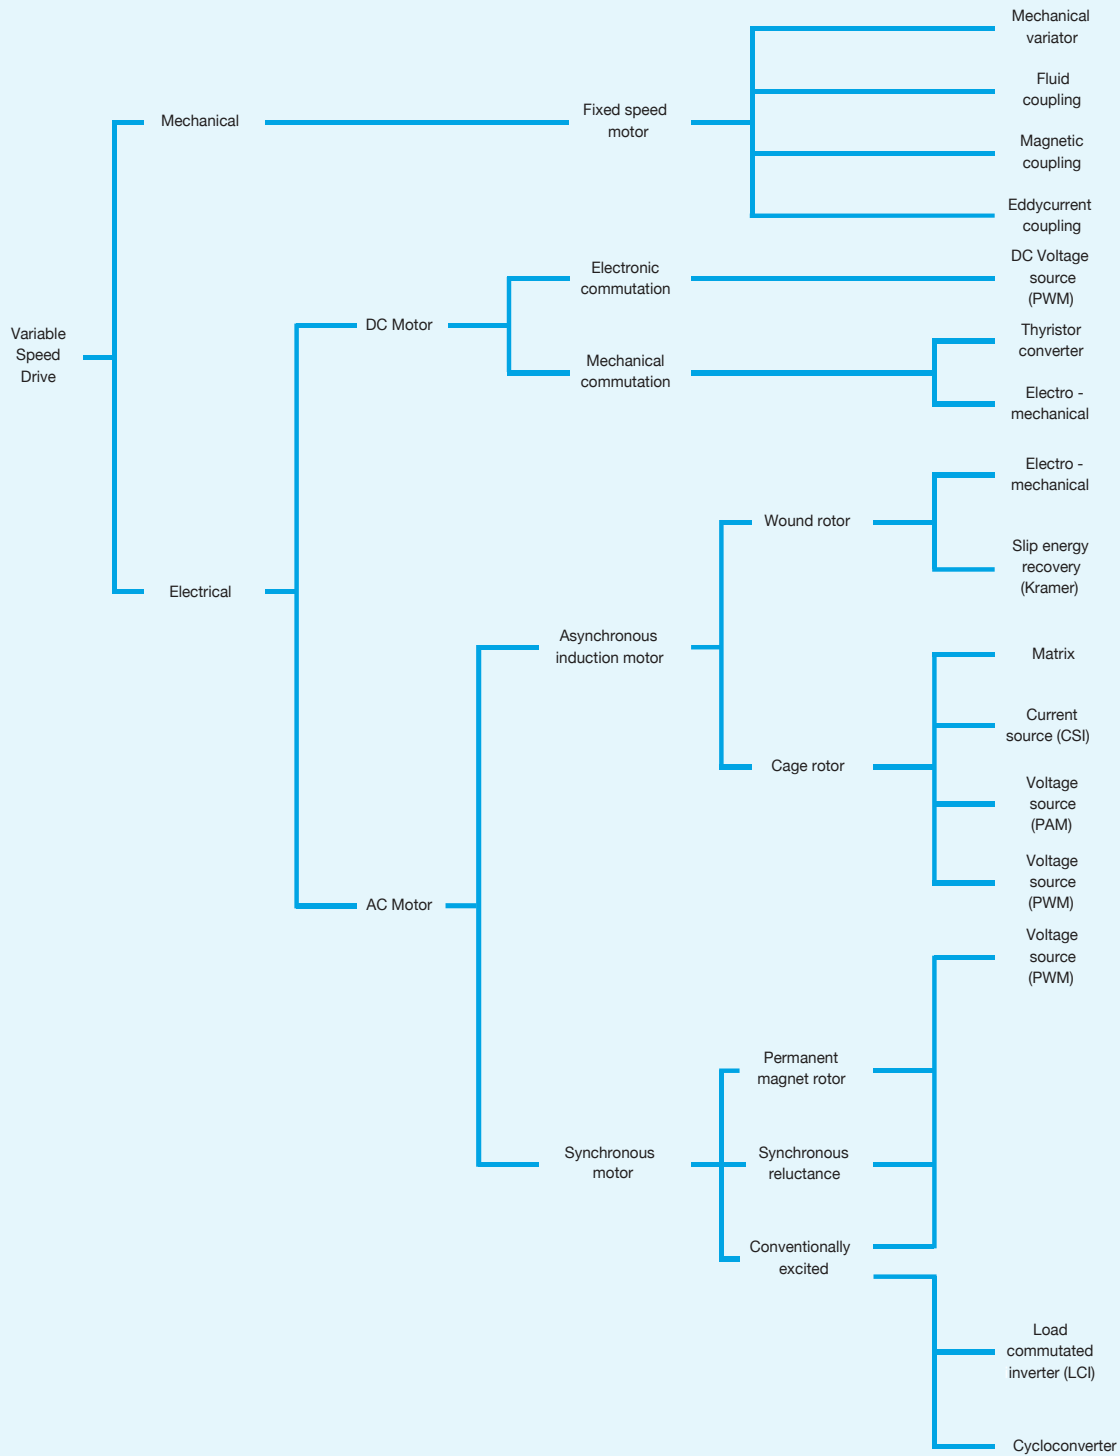 Mechanical
variator
Fluid
coupling
Mechanical
Fixed speed
motor
Magnetic
coupling
Eddycurrent
coupling
Electronic
commutation
DC Voltage
source
(PWM)
DC Motor
Variable
Speed
Drive
Mechanical
commutation
Thyristor
converter
Electro -
mechanical
Electro -
mechanical
Wound rotor
Slip energy
recovery
(Kramer)
Electrical
Asynchronous
induction motor
Matrix
Current
source (CSI)
Cage rotor
Voltage
source
(PAM)
Voltage
source
(PWM)
AC Motor
Voltage
source
(PWM)
Permanent
magnet rotor
Synchronous
motor
Synchronous
reluctance
Conventionally
excited
Load
commutated
inverter (LCI)
Cycloconverter